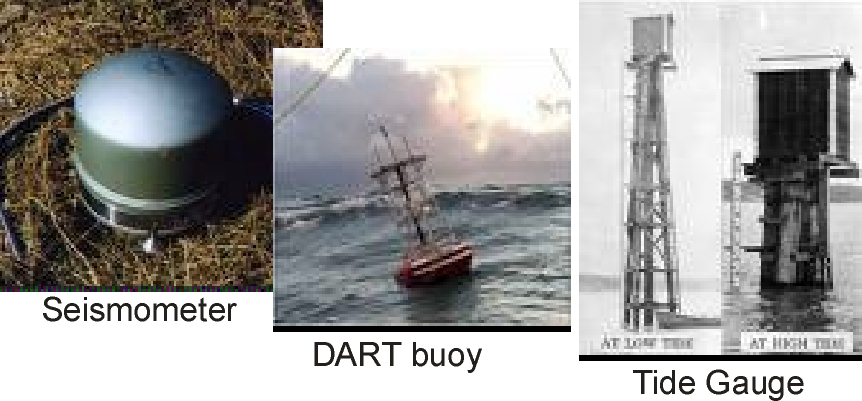 Seismometer
DART buoy
AT LOW TIDE
AT HIGH TIDE
Tide Gauge